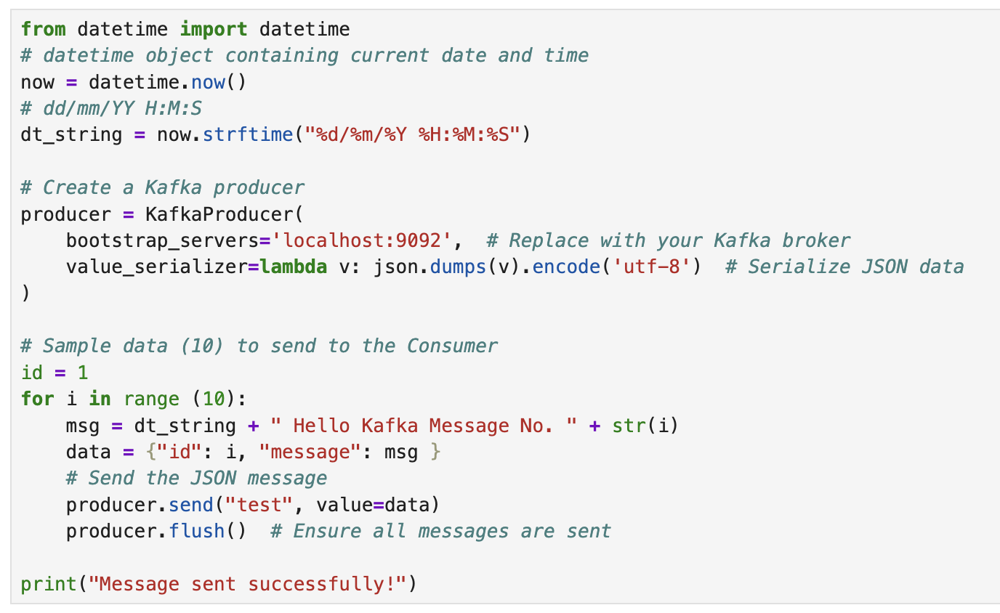 from datetime import datetime
# datetime object containing current date and time
now = datetime.now()
# dd/mm/YY H:M:S
dt_string = now.strftime("%d/%m/%Y %H:%M:%S")

# Create a Kafka producer
producer = KafkaProducer(
    bootstrap_servers='localhost:9092',  # Replace with your Kafka broker
    value_serializer=lambda v: json.dumps(v).encode('utf-8')  # Serialize JSON data
)

# Sample data (10) to send to the Consumer
id = 1
for i in range (10):
    msg = dt_string + " Hello Kafka Message No. " + str(i)
    data = {"id": i, "message": msg }
    # Send the JSON message
    producer.send("test", value=data)
    producer.flush()  # Ensure all messages are sent

print("Message sent successfully!")